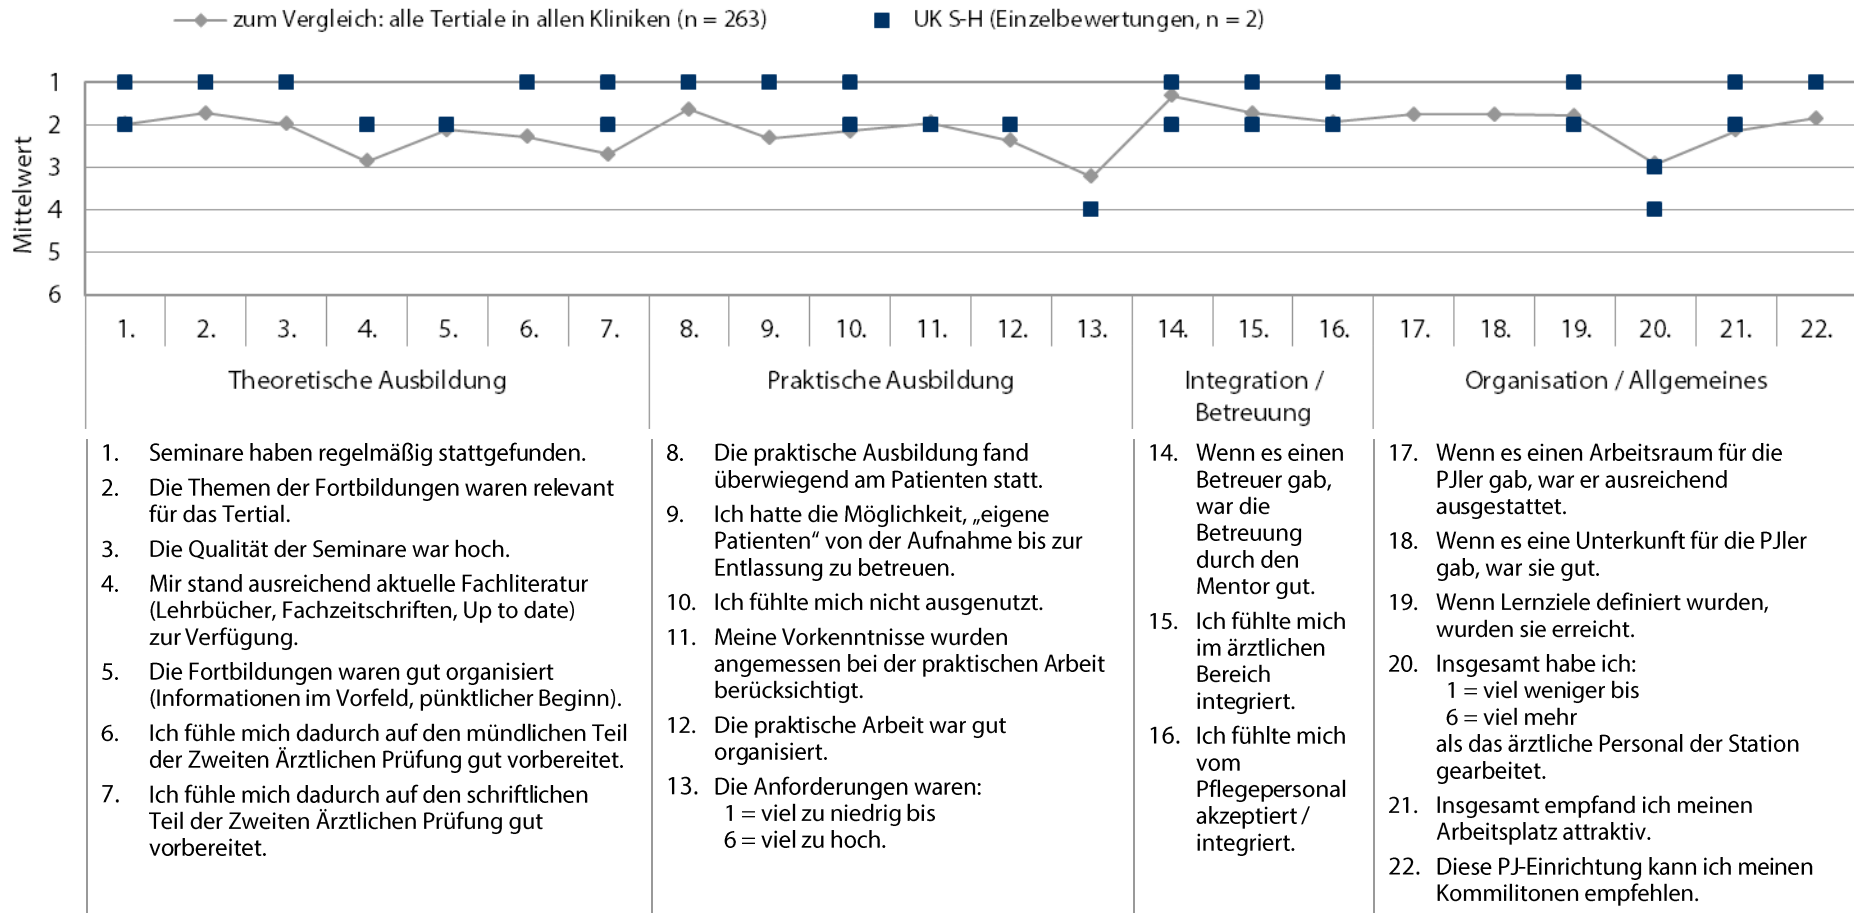 zum Vergleich: alle Tertiale in allen Kliniken (n = 263)
UK S-H (Einzelbewertungen, n = 2)
Mittelwert
1
2
3
4
5
6
1. 2. 3. 4. 5. 6. 7. 8. 9. 10. 11. 12. 13. 14. 15. 16. 17. 18. 19. 20. 21. 22.
Theoretische Ausbildung
Praktische Ausbildung
Integration /
Betreuung
Organisation / Allgemeines
1. Seminare haben regelmäßig stattgefunden.
2. Die Themen der Fortbildungen waren relevant
für das Tertial.
3. Die Qualität der Seminare war hoch.
4. Mir stand ausreichend aktuelle Fachliteratur
(Lehrbücher, Fachzeitschriften, Up to date)
zur Verfügung.
5. Die Fortbildungen waren gut organisiert
(Informationen im Vorfeld, pünktlicher Beginn).
6. Ich fühle mich dadurch auf den mündlichen Teil
der Zweiten Ärztlichen Prüfung gut vorbereitet.
7. Ich fühle mich dadurch auf den schriftlichen
Teil der Zweiten Ärztlichen Prüfung gut
vorbereitet.
8. Die praktische Ausbildung fand
überwiegend am Patienten statt.
9. Ich hatte die Möglichkeit, „eigene
Patienten“ von der Aufnahme bis zur
Entlassung zu betreuen.
10. Ich fühlte mich nicht ausgenutzt.
11. Meine Vorkenntnisse wurden
angemessen bei der praktischen Arbeit
berücksichtigt.
12. Die praktische Arbeit war gut
organisiert.
13. Die Anforderungen waren:
1 = viel zu niedrig bis
6 = viel zu hoch.
14. Wenn es einen
Betreuer gab,
war die
Betreuung
durch den
Mentor gut.
15. Ich fühlte mich
im ärztlichen
Bereich
integriert.
16. Ich fühlte mich
vom
Pflegepersonal
akzeptiert /
integriert.
17. Wenn es einen Arbeitsraum für die
PJler gab, war er ausreichend
ausgestattet.
18. Wenn es eine Unterkunft für die PJler
gab, war sie gut.
19. Wenn Lernziele definiert wurden,
wurden sie erreicht.
20. Insgesamt habe ich:
1 = viel weniger bis
6 = viel mehr
als das ärztliche Personal der Station
gearbeitet.
21. Insgesamt empfand ich meinen
Arbeitsplatz attraktiv.
22. Diese PJ-Einrichtung kann ich meinen
Kommilitonen empfehlen.